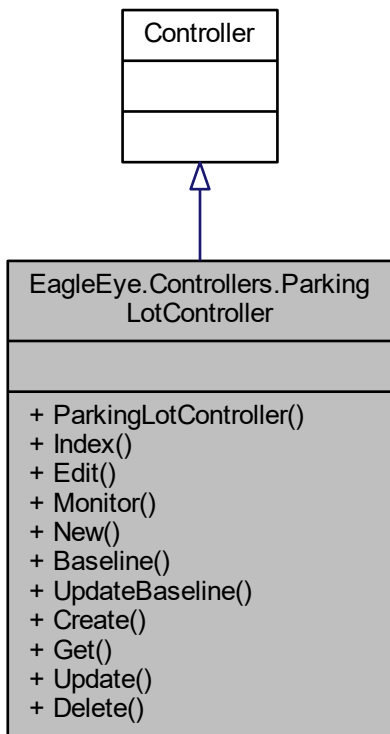 Controller
EagleEye.Controllers.Parking
LotController
+ ParkingLotController()
+ Index()
+ Edit()
+ Monitor()
+ New()
+ Baseline()
+ UpdateBaseline()
+ Create()
+ Get()
+ Update()
+ Delete()